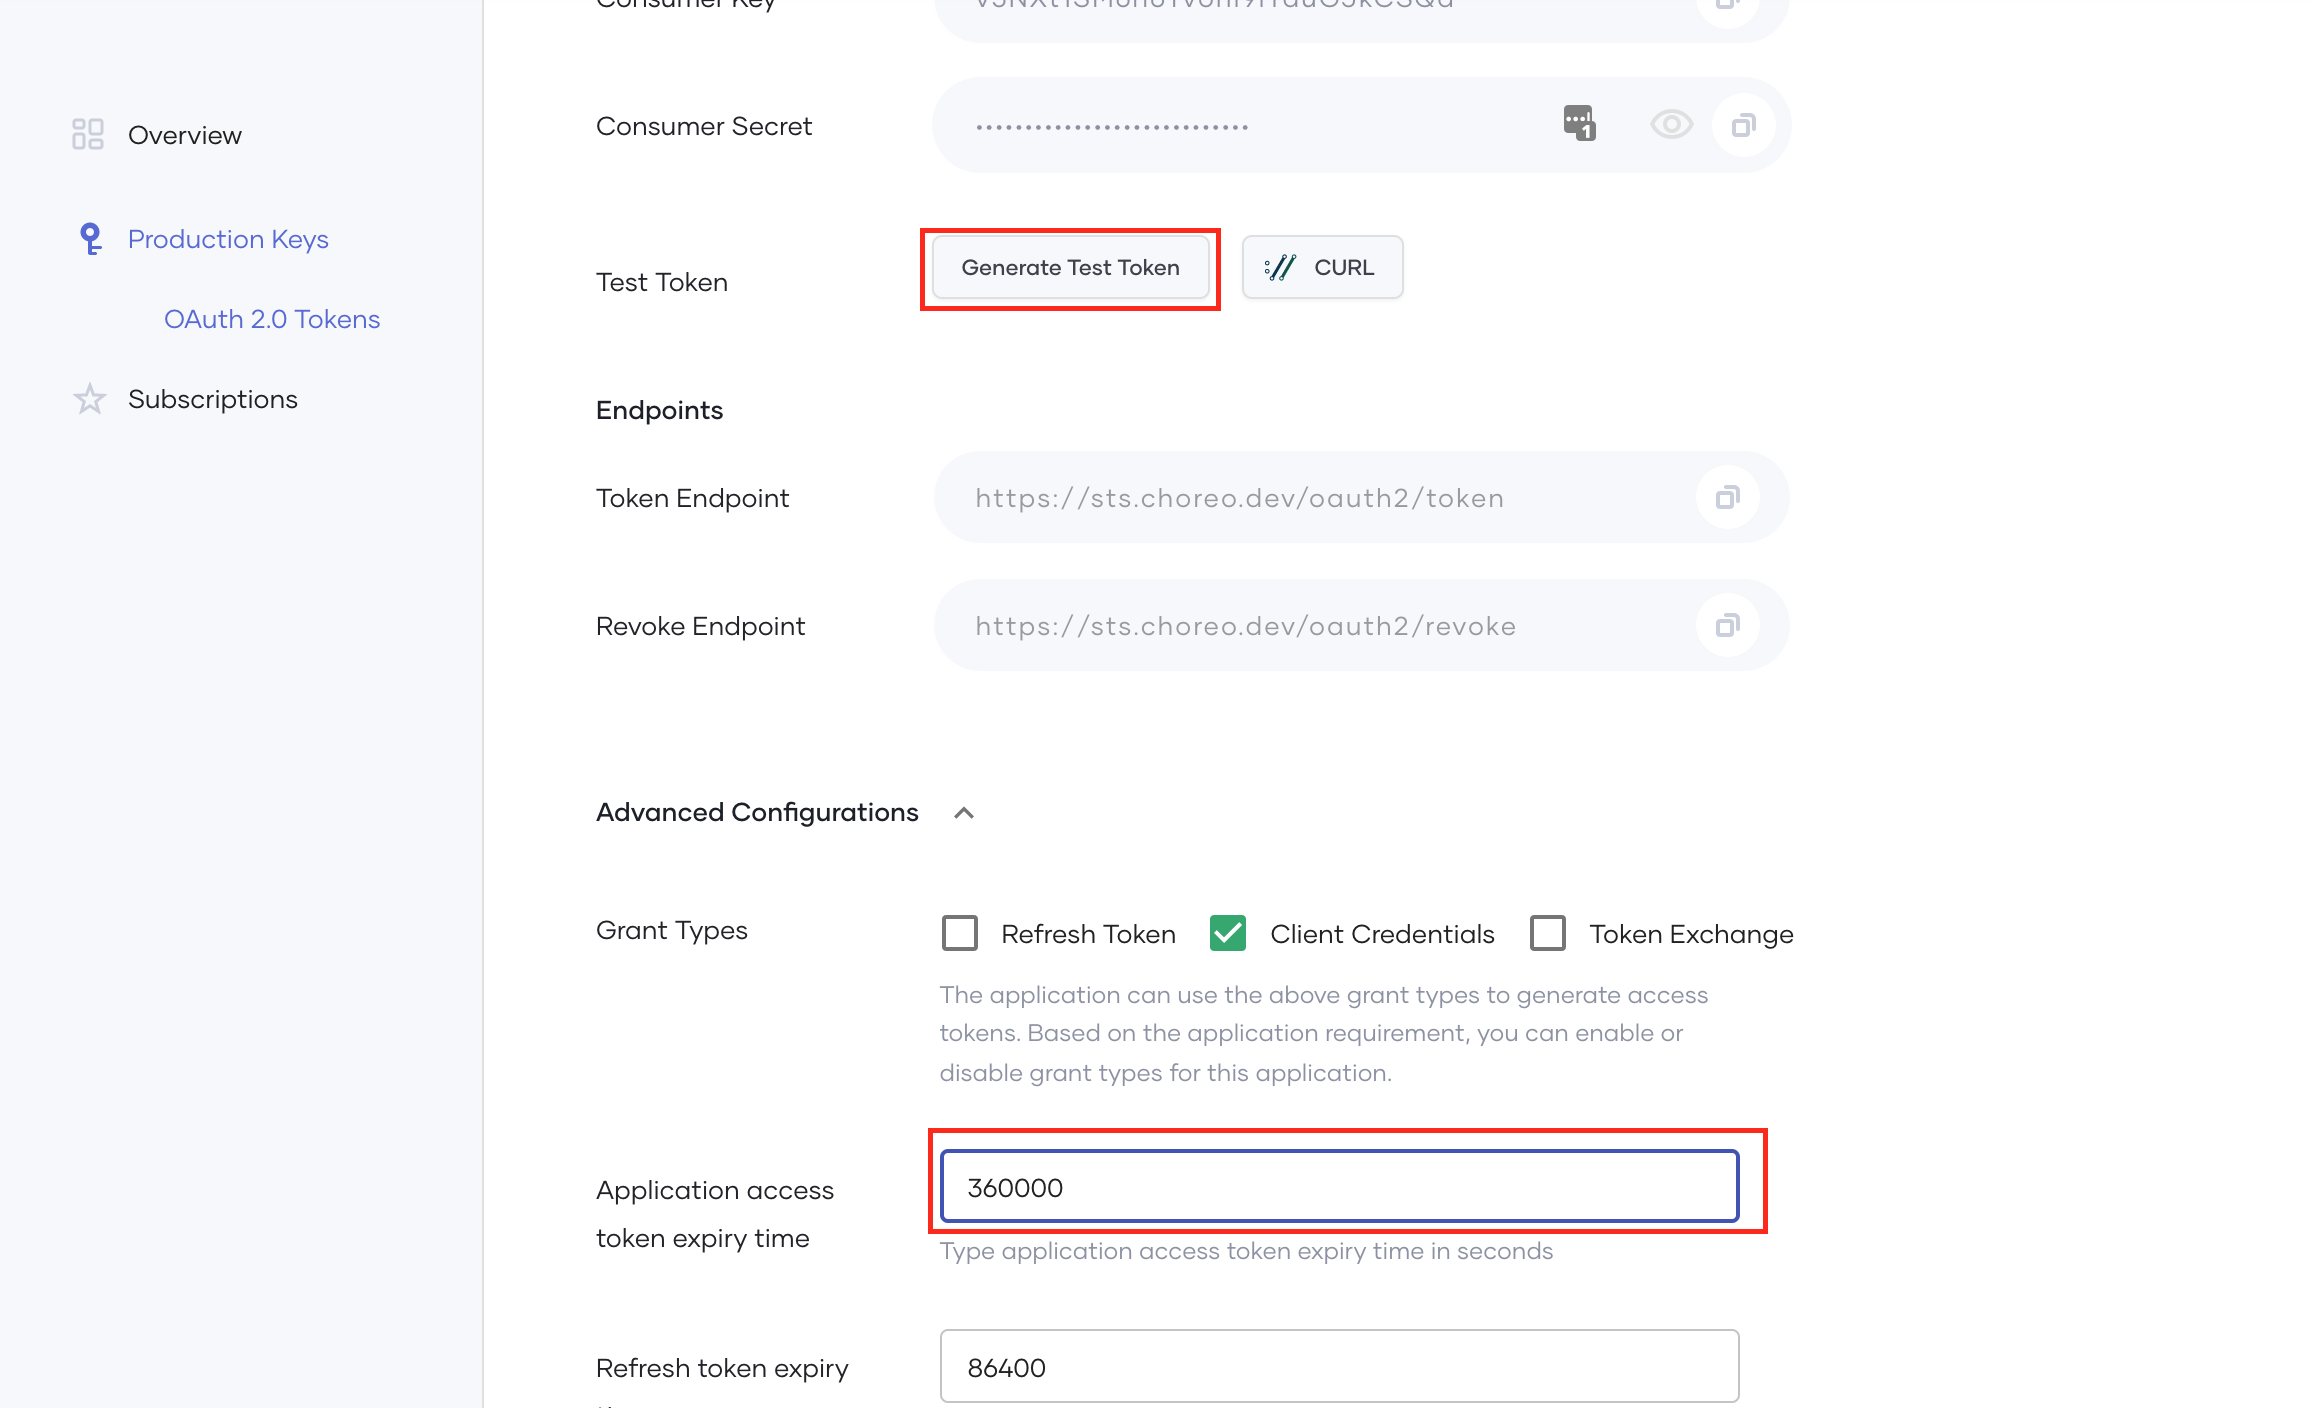 Consumer Key
Overview
Production Keys
OAuth 2.0 Tokens
Subscriptions
Consumer Secret
1
Test Token
Generate Test Token
CURL
Endpoints
Token Endpoint
https://sts.choreo.dev/oauth2/token
Revoke Endpoint
https://sts.choreo.dev/oauth2/revoke
Advanced Configurations
Grant Types
Refresh Token
Client Credentials
Token Exchange
The application can use the above grant types to generate access
tokens. Based on the application requirement, you can enable or
disable grant types for this application.
Application access
token expiry time
360000
Type application access token expiry time in seconds
Refresh token expiry
86400